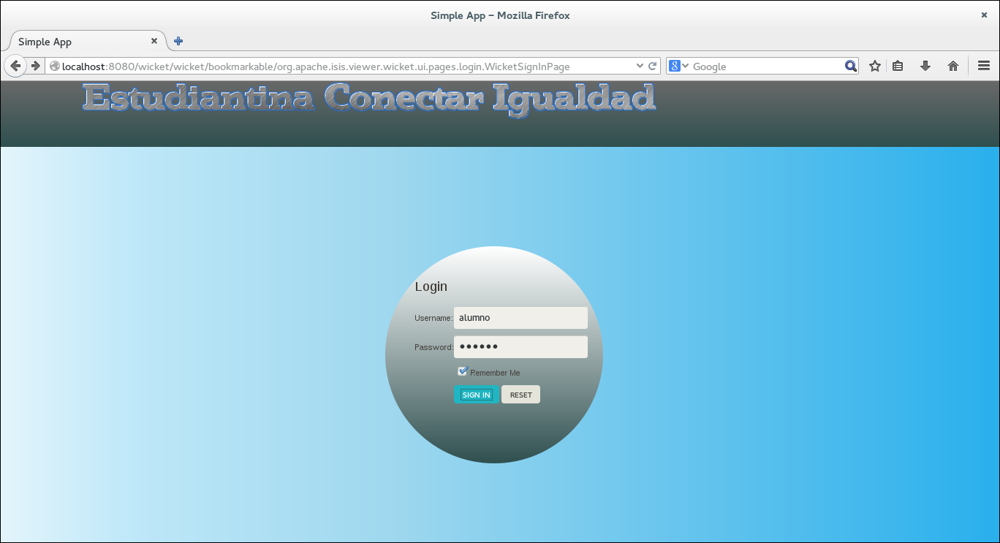 Simple App – Mozilla Firefox
Simple App
localhost:8080/wicket/wicket/bookmarkable/org.apache.isis.viewer.wicket.ui.pages.login.WicketSignInPage
8 Google
Estudiantina Conectar Igualdad
Login
Username: alumno
Password: ••••••
Remember Me
SIGN IN RESET